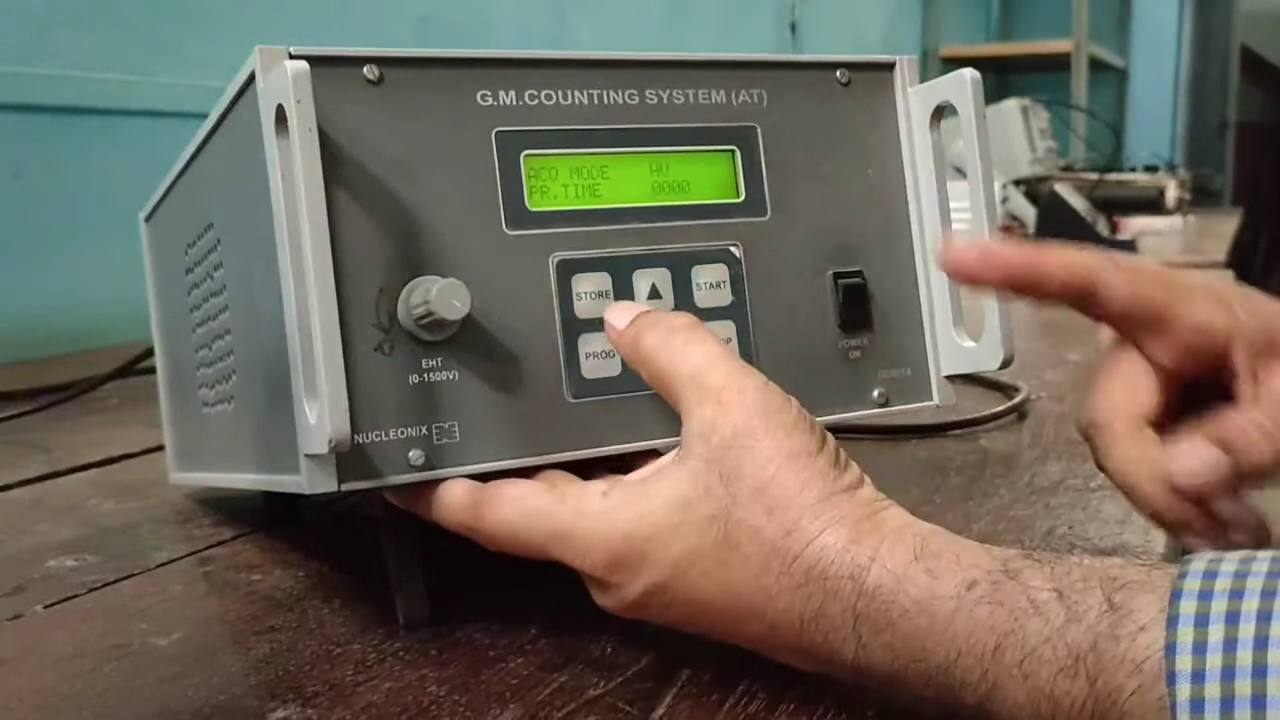 G.M.COUNTING SYSTEM (AT)
ACQ MODE HV
PR.TIME 0000
STORE ▲ START
PROG
EHT
(0-1500V)
POWER
ON
NUCLEONIX